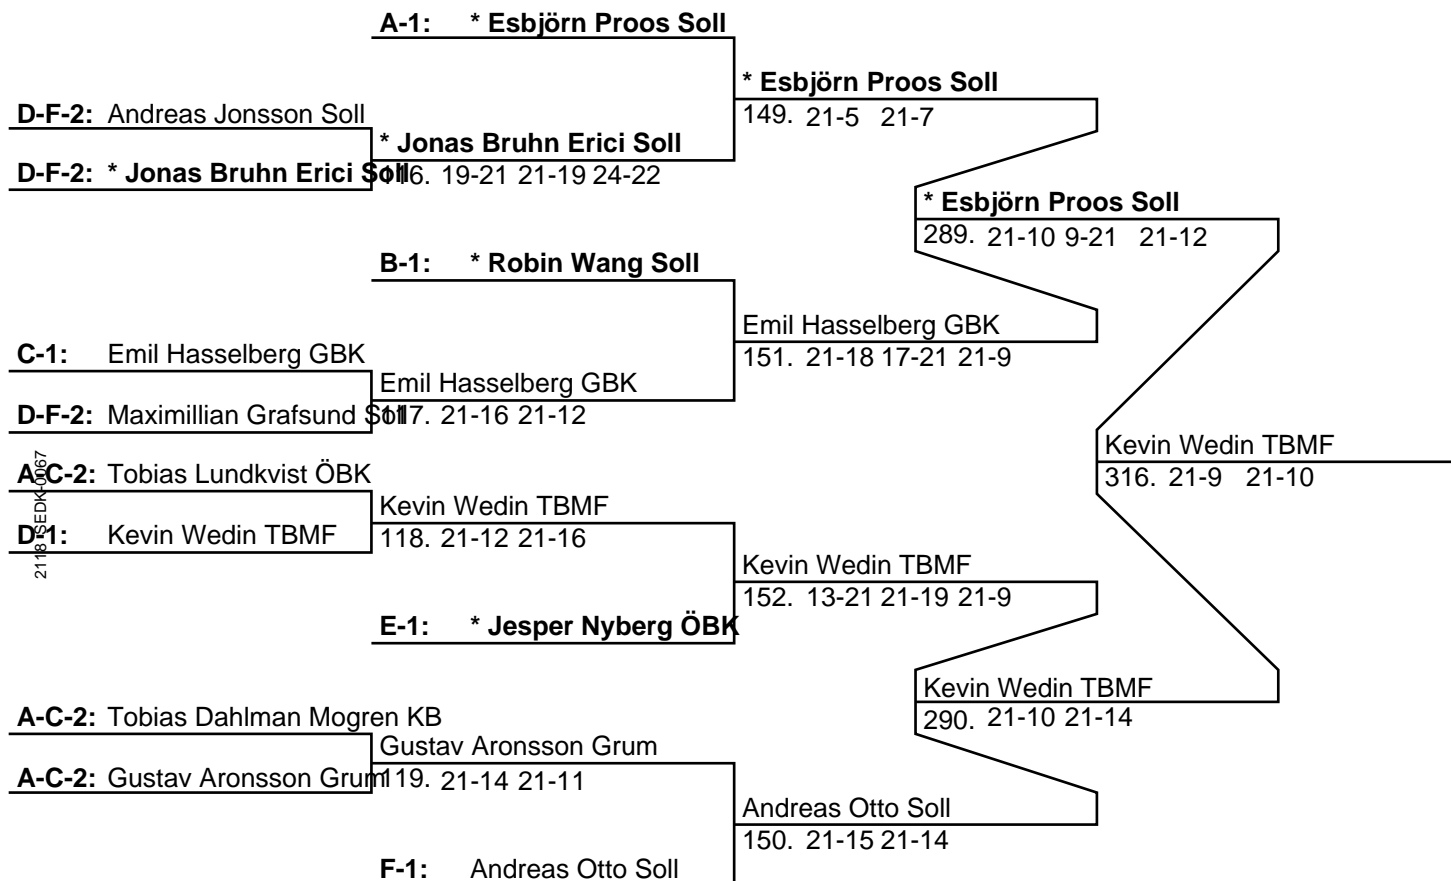 A-1: * Esbjörn Proos Soll
* Esbjörn Proos Soll
D-F-2: Andreas Jonsson Soll
149. 21-5 21-7
* Jonas Bruhn Erici Soll
D-F-2: * Jonas Bruhn Erici Soll
116. 19-21 21-19 24-22
* Esbjörn Proos Soll
289. 21-10 9-21 21-12
B-1: * Robin Wang Soll
Emil Hasselberg GBK
C-1: Emil Hasselberg GBK
151. 21-18 17-21 21-9
Emil Hasselberg GBK
D-F-2: Maximillian Grafsund Soll
117. 21-16 21-12
Kevin Wedin TBMF
316. 21-9 21-10
A-C-2: Tobias Lundkvist ÖBK
Kevin Wedin TBMF
D-1: Kevin Wedin TBMF
118. 21-12 21-16
2118 SEDK-0067
Kevin Wedin TBMF
152. 13-21 21-19 21-9
E-1: * Jesper Nyberg ÖBK
Kevin Wedin TBMF
290. 21-10 21-14
A-C-2: Tobias Dahlman Mogren KB
Gustav Aronsson Grum
A-C-2: Gustav Aronsson Grum
119. 21-14 21-11
Andreas Otto Soll
150. 21-15 21-14
F-1: Andreas Otto Soll